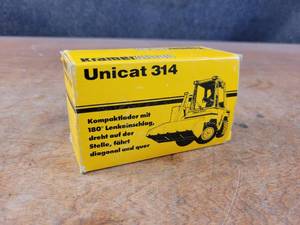 Kramer
Unicat 314
Kompaktlader mit
180° Lenkeinschlag,
dreht auf der
Stelle, fährt
diagonal und quer